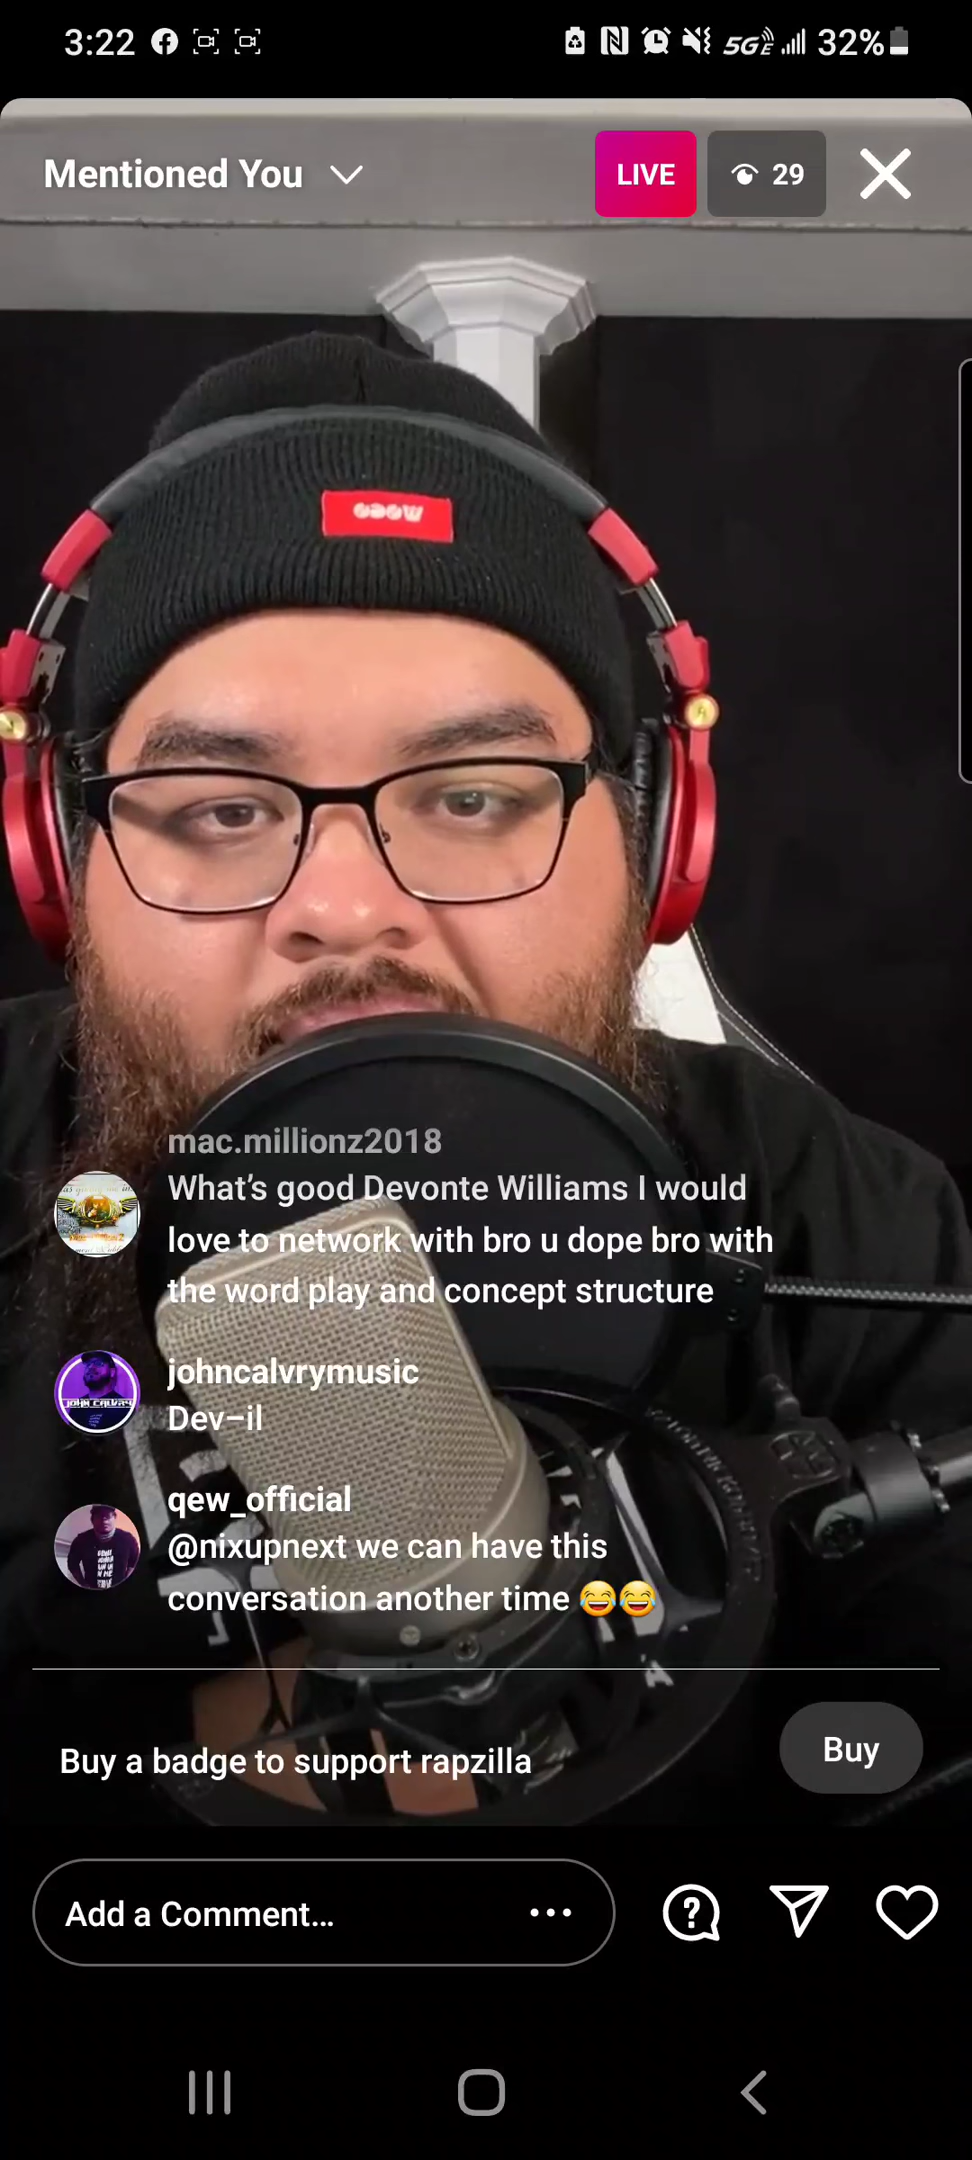 3:22
5G E 32%
Mentioned You
LIVE
29
mac.millionz2018
What’s good Devonte Williams I would
love to network with bro u dope bro with
the word play and concept structure
johncalvrymusic
Dev–il
qew_official
@nixupnext we can have this
conversation another time 😂😂
Buy a badge to support rapzilla
Buy
Add a Comment...
?